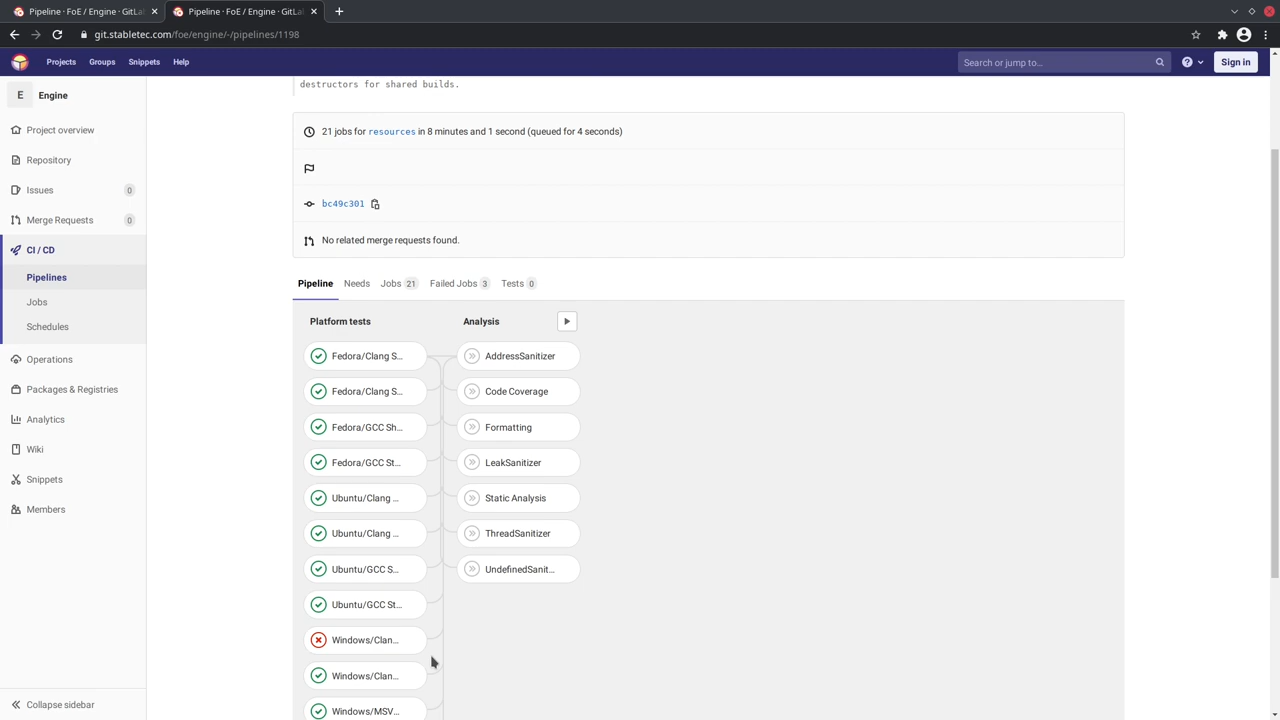 Pipeline · FoE / Engine · GitLa
Pipeline · FoE / Engine · GitLa
git.stabletec.com/foe/engine/-/pipelines/1198
Projects
Groups
Snippets
Help
Search or jump to...
Sign in
E
Engine
Project overview
Repository
Issues
0
Merge Requests
0
CI / CD
Pipelines
Jobs
Schedules
Operations
Packages & Registries
Analytics
Wiki
Snippets
Members
Collapse sidebar
destructors for shared builds.
21 jobs for resources in 8 minutes and 1 second (queued for 4 seconds)
bc49c301
No related merge requests found.
Pipeline
Needs
Jobs 21
Failed Jobs 3
Tests 0
Platform tests
Fedora/Clang S...
Fedora/Clang S...
Fedora/GCC Sh...
Fedora/GCC St...
Ubuntu/Clang ...
Ubuntu/Clang ...
Ubuntu/GCC S...
Ubuntu/GCC St...
Windows/Clan...
Windows/Clan...
Windows/MSV...
Analysis
AddressSanitizer
Code Coverage
Formatting
LeakSanitizer
Static Analysis
ThreadSanitizer
UndefinedSanit...